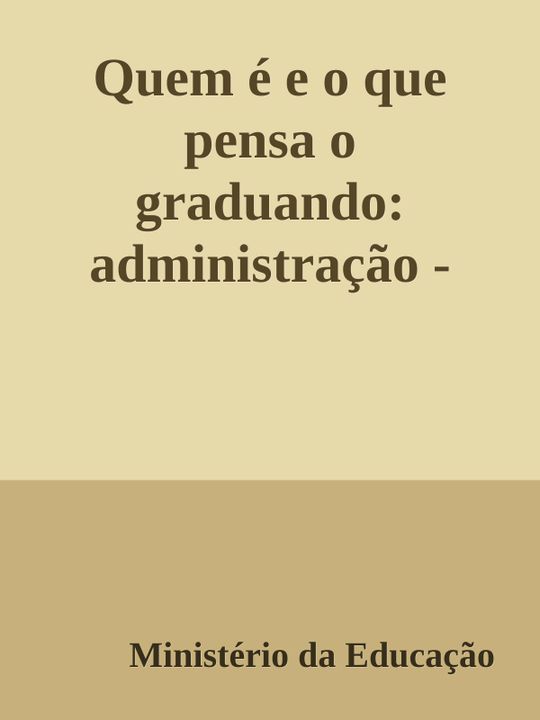 Quem é e o que
pensa o
graduando:
administração -
Ministério da Educação